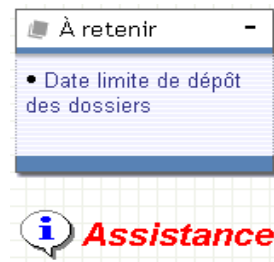 À retenir -
• Date limite de dépôt
des dossiers
i Assistance